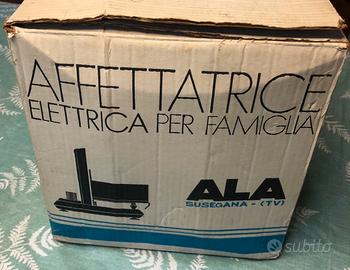 AFFETTATRICE
ELETTRICA PER FAMIGLIA
ALA
SUSEGANA - (TV)
subito